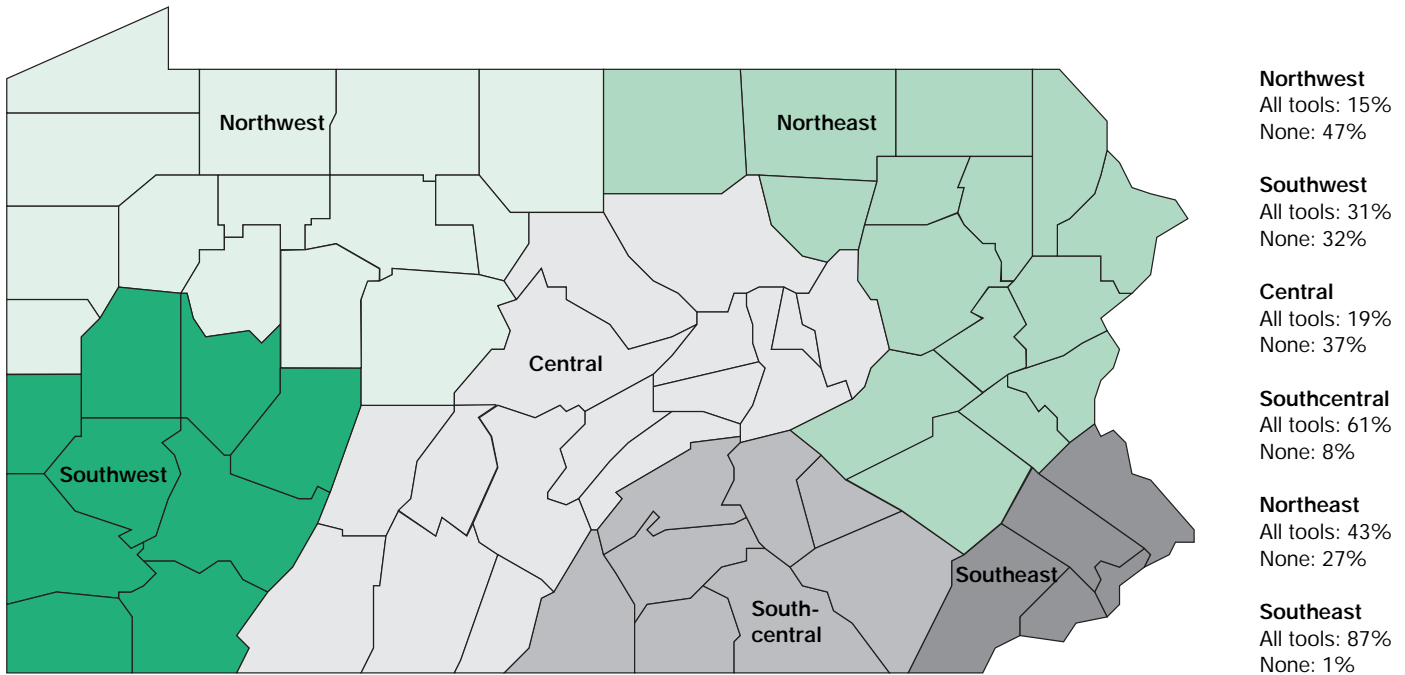 Northwest
Northeast
Central
Southwest
Southeast
South-
central
Northwest
All tools: 15%
None: 47%
Southwest
All tools: 31%
None: 32%
Central
All tools: 19%
None: 37%
Southcentral
All tools: 61%
None: 8%
Northeast
All tools: 43%
None: 27%
Southeast
All tools: 87%
None: 1%